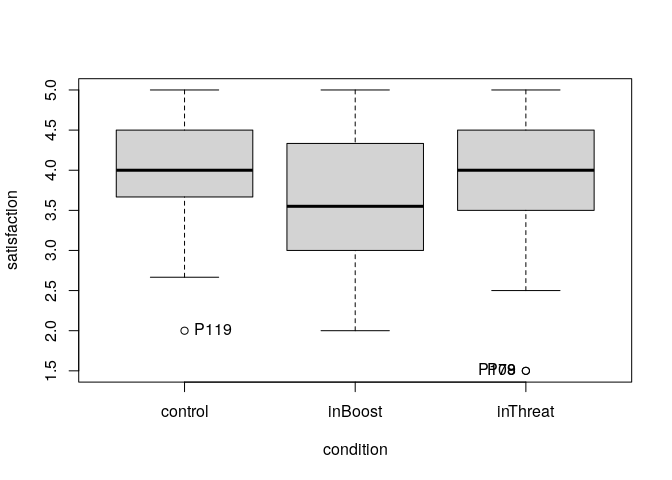 satisfaction
5.0
4.5
4.0
3.5
3.0
2.5
2.0
1.5
P119
control
inBoost
inThreat
condition